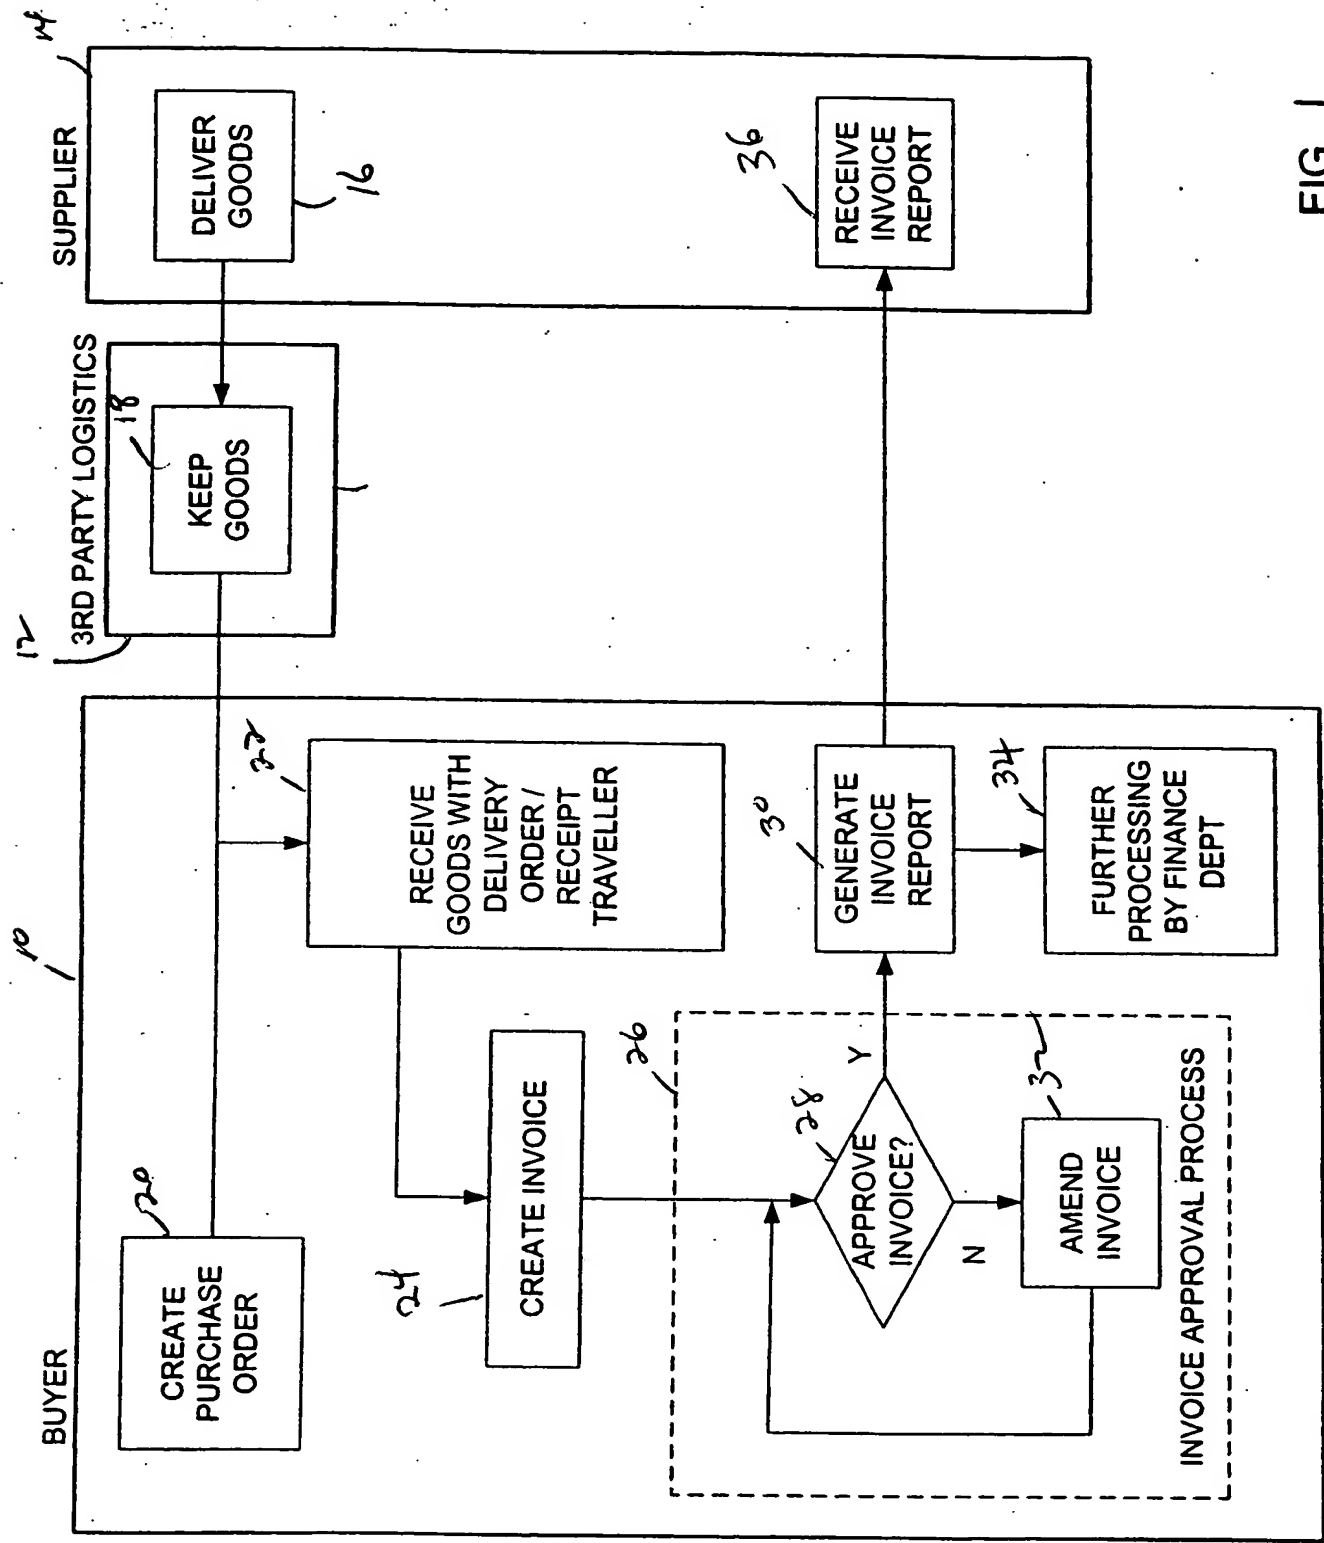 BUYER
10
CREATE
PURCHASE
ORDER
20
12
3RD PARTY LOGISTICS
18
KEEP
GOODS
SUPPLIER
14
DELIVER
GOODS
16
22
RECEIVE
GOODS WITH
DELIVERY
ORDER /
RECEIPT
TRAVELLER
24
CREATE INVOICE
26
28
APPROVE
INVOICE?
Y
N
AMEND
INVOICE
32
INVOICE APPROVAL PROCESS
30
GENERATE
INVOICE
REPORT
34
FURTHER
PROCESSING
BY FINANCE
DEPT
36
RECEIVE
INVOICE
REPORT
FIG. 1